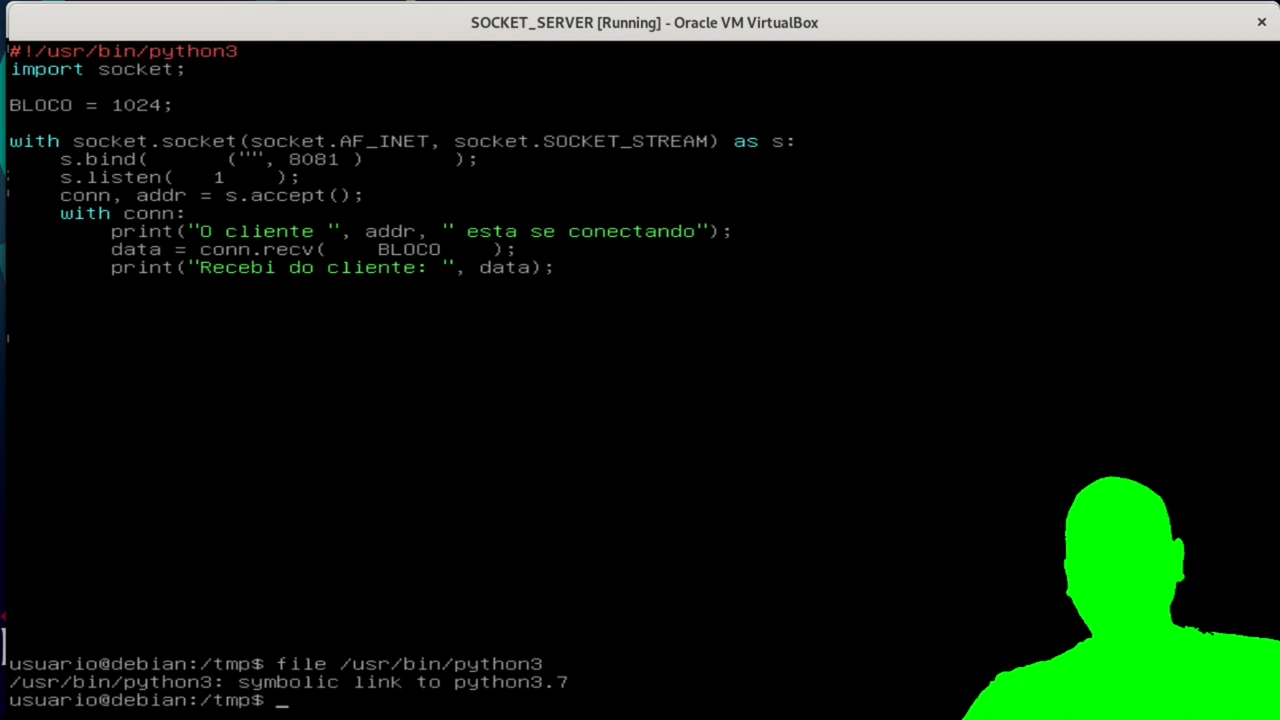 SOCKET_SERVER [Running] - Oracle VM VirtualBox
#!/usr/bin/python3
import socket;
BLOCO = 1024;
with socket.socket(socket.AF_INET, socket.SOCKET_STREAM) as s:
    s.bind(      ("", 8081 )       );
    s.listen(   1    );
    conn, addr = s.accept();
    with conn:
        print("O cliente ", addr, " esta se conectando");
        data = conn.recv(    BLOCO    );
        print("Recebi do cliente: ", data);
usuario@debian:/tmp$ file /usr/bin/python3
/usr/bin/python3: symbolic link to python3.7
usuario@debian:/tmp$ _